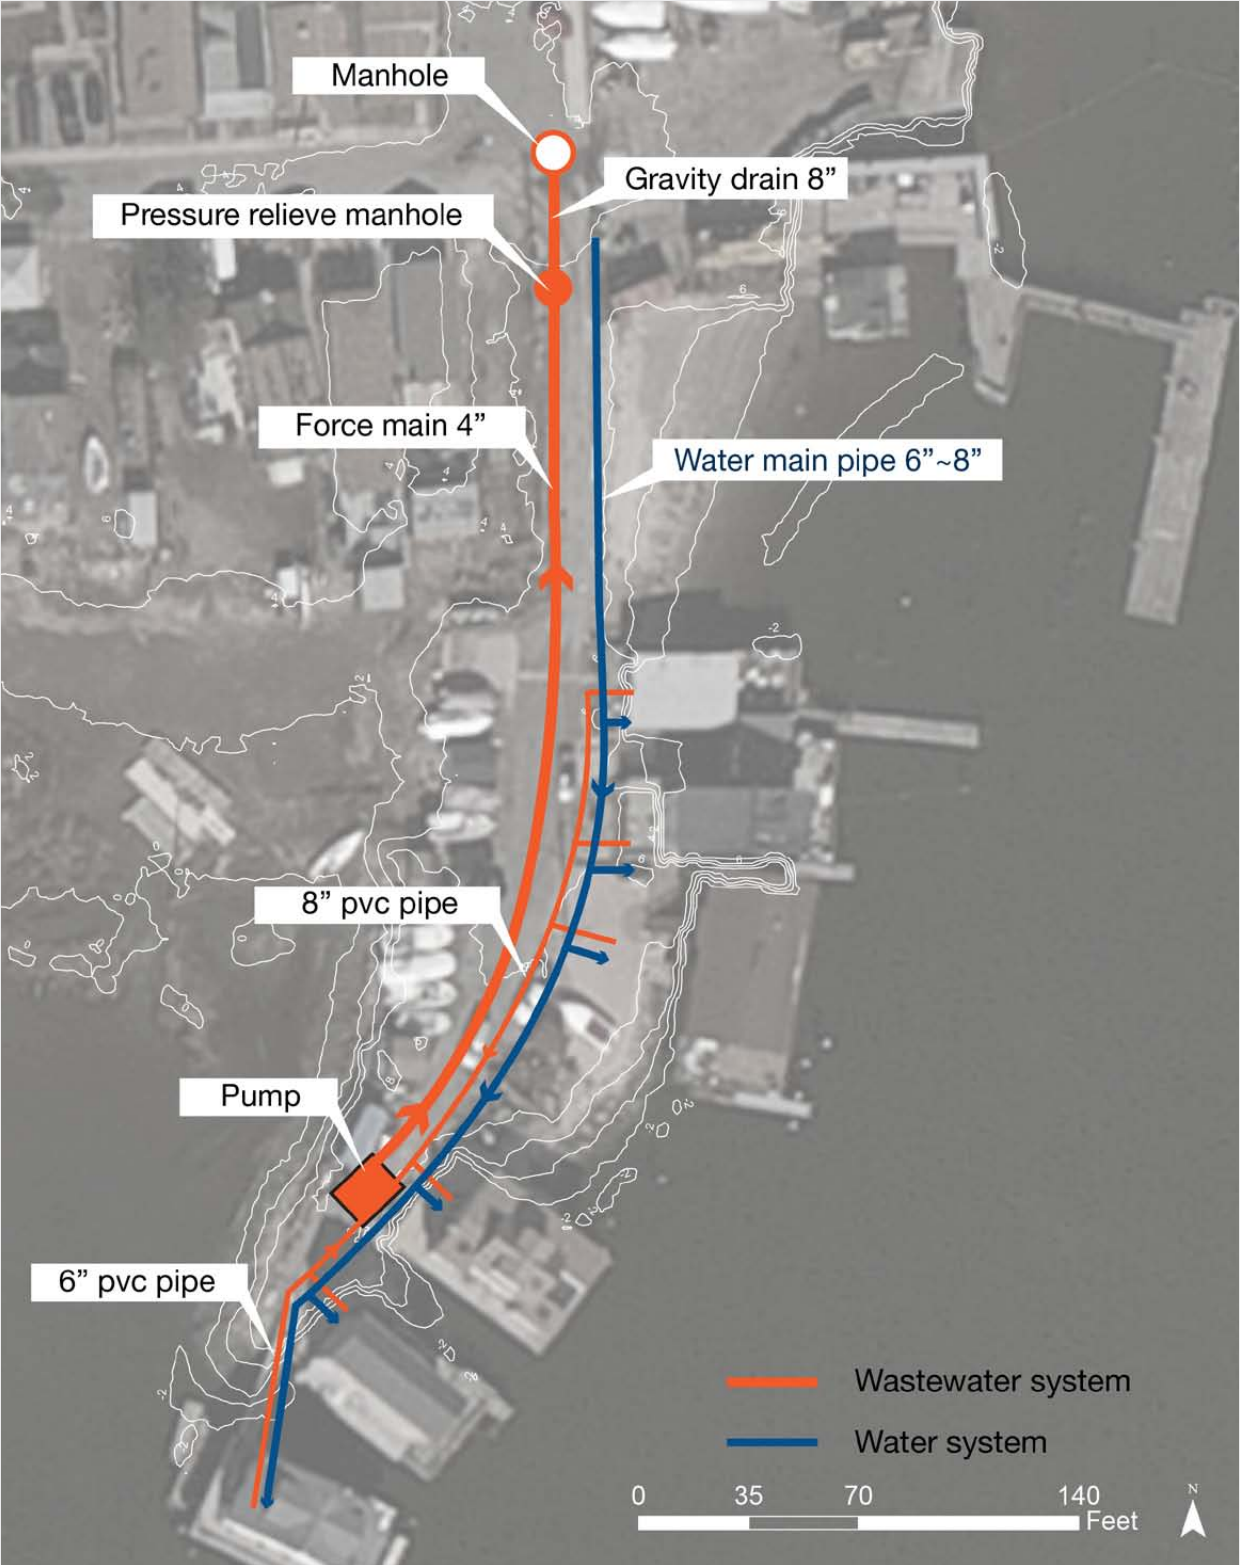 Manhole
Gravity drain 8”
Pressure relieve manhole
Force main 4”
Water main pipe 6”~8”
8” pvc pipe
Pump
6” pvc pipe
Wastewater system
Water system
0 35 70 140
Feet
N